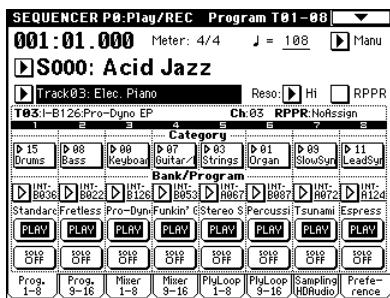 SEQUENCER P0:Play/REC Program T01-08
001:01.000 Meter: 4/4 ♩ = 108 Manu
S000: Acid Jazz
Track03: Elec. Piano Reso: Hi RPPR
T03:I-B126:Pro-Dyno EP Ch:03 RPPR:NoAssign
1 2 3 4 5 6 7 8
Category
15 08 00 07 03 01 09 11
Drums Bass Keyboar Guitar/ Strings Organ SlowSyn LeadSyn
Bank/Program
INT- INT- INT- INT- INT- INT- INT- INT-
B036 B022 B126 B053 A067 B087 A072 A124
Standard Fretless Pro-Dyn Funkin' G Stereo S Percussi Tsunami Espress
PLAY PLAY PLAY PLAY PLAY PLAY PLAY PLAY
SOLO SOLO SOLO SOLO SOLO SOLO SOLO SOLO
OFF OFF OFF OFF OFF OFF OFF OFF
Prog. Prog. Mixer Mixer PlyLoop PlyLoop Sampling Prefe-
1-8 9-16 1-8 9-16 1-8 9-16 HDAudio rence